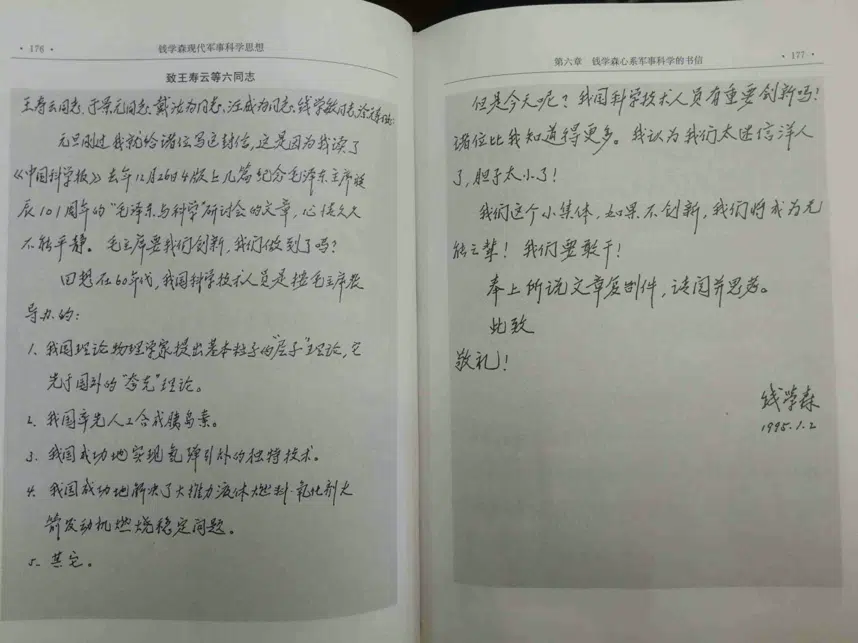 · 176 ·
钱学森现代军事科学思想
致王寿云等六同志
王寿云同志、于景元同志、戴汝为同志、汪成为同志、钱学敏同志、涂元季同志:
元旦刚过我就给诸位写这封信,这是因为我读了
《中国科学报》去年12月26日4版上几篇纪念毛泽东主席诞
辰101周年的“毛泽东与科学”研讨会的文章,心情久久
不能平静。毛主席要我们创新,我们做到了吗?
回想在60年代,我国科学技术人员是按毛主席教
导办的:
1. 我国理论物理学家提出基本粒子的“层子”理论,它
先于国外的“夸克”理论。
2. 我国率先人工合成胰岛素。
3. 我国成功地实现氢弹引爆的独特技术。
4. 我国成功地解决了大推力液体燃料·氧化剂火
箭发动机燃烧稳定问题。
5. 其它。
第六章 钱学森心系军事科学的书信
· 177 ·
但是今天呢?我国科学技术人员有重要创新吗?
诸位比我知道得更多。我认为我们太迷信洋人
了,胆子太小了!
我们这个小集体,如果不创新,我们将成为无
能之辈!我们要敢干!
奉上所说文章复制件,请阅并思考。
此致
敬礼!
钱学森
1995.1.2